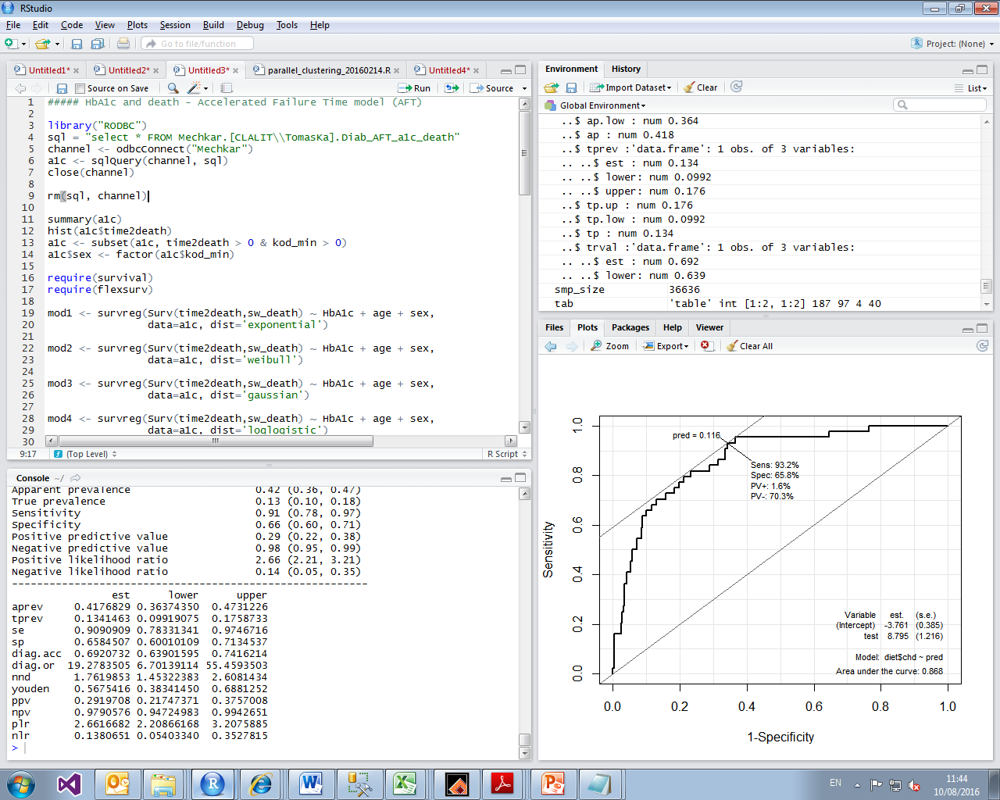 RStudio
File Edit Code View Plots Session Build Debug Tools Help
Go to file/function
Project: (None)
Untitled1* Untitled2* Untitled3* parallel_clustering_20160214.R Untitled4*
Source on Save Run Source
1 ##### HbA1c and death - Accelerated Failure Time model (AFT)
2
3 library("RODBC")
4 sql = "select * FROM Mechkar.[CLALIT\\TomasKa].Diab_AFT_a1c_death"
5 channel <- odbcConnect("Mechkar")
6 a1c <- sqlQuery(channel, sql)
7 close(channel)
8
9 rm(sql, channel)
10
11 summary(a1c)
12 hist(a1c$time2death)
13 a1c <- subset(a1c, time2death > 0 & kod_min > 0)
14 a1c$sex <- factor(a1c$kod_min)
15
16 require(survival)
17 require(flexsurv)
18
19 mod1 <- survreg(Surv(time2death,sw_death) ~ HbA1c + age + sex,
20 data=a1c, dist='exponential')
21
22 mod2 <- survreg(Surv(time2death,sw_death) ~ HbA1c + age + sex,
23 data=a1c, dist='weibull')
24
25 mod3 <- survreg(Surv(time2death,sw_death) ~ HbA1c + age + sex,
26 data=a1c, dist='gaussian')
27
28 mod4 <- survreg(Surv(time2death,sw_death) ~ HbA1c + age + sex,
29 data=a1c, dist='loglogistic')
30
9:17 (Top Level) R Script
Console ~/
Apparent prevalence 0.42 (0.36, 0.47)
True prevalence 0.13 (0.10, 0.18)
Sensitivity 0.91 (0.78, 0.97)
Specificity 0.66 (0.60, 0.71)
Positive predictive value 0.29 (0.22, 0.38)
Negative predictive value 0.98 (0.95, 0.99)
Positive likelihood ratio 2.66 (2.21, 3.21)
Negative likelihood ratio 0.14 (0.05, 0.35)
---------------------------------------------------------
est lower upper
aprev 0.4176829 0.36374350 0.4731226
tprev 0.1341463 0.09919075 0.1758733
se 0.9090909 0.78331341 0.9746716
sp 0.6584507 0.60010109 0.7134537
diag.acc 0.6920732 0.63901595 0.7416214
diag.or 19.2783505 6.70139114 55.4593503
nnd 1.7619853 1.45322383 2.6081434
youden 0.5675416 0.38341450 0.6881252
ppv 0.2919708 0.21747371 0.3757008
npv 0.9790576 0.94724983 0.9942651
plr 2.6616682 2.20866168 3.2075885
nlr 0.1380651 0.05403340 0.3527815
>
Environment History
Import Dataset Clear List
Global Environment
..$ ap.low : num 0.364
..$ ap : num 0.418
..$ tprev :'data.frame': 1 obs. of 3 variables:
.. ..$ est : num 0.134
.. ..$ lower: num 0.0992
.. ..$ upper: num 0.176
..$ tp.up : num 0.176
..$ tp.low : num 0.0992
..$ tp : num 0.134
..$ trval :'data.frame': 1 obs. of 3 variables:
.. ..$ est : num 0.692
.. ..$ lower: num 0.639
smp_size 36636
tab 'table' int [1:2, 1:2] 187 97 4 40
Files Plots Packages Help Viewer
Zoom Export Clear All
pred = 0.116
Sens: 93.2%
Spec: 65.8%
PV+: 1.6%
PV-: 70.3%
Variable est. (s.e.)
(Intercept) -3.761 (0.385)
test 8.795 (1.216)
Model: diet$chd ~ pred
Area under the curve: 0.868
Sensitivity
1.0
0.8
0.6
0.4
0.2
0.0
0.0 0.2 0.4 0.6 0.8 1.0
1-Specificity
EN
11:44
10/08/2016